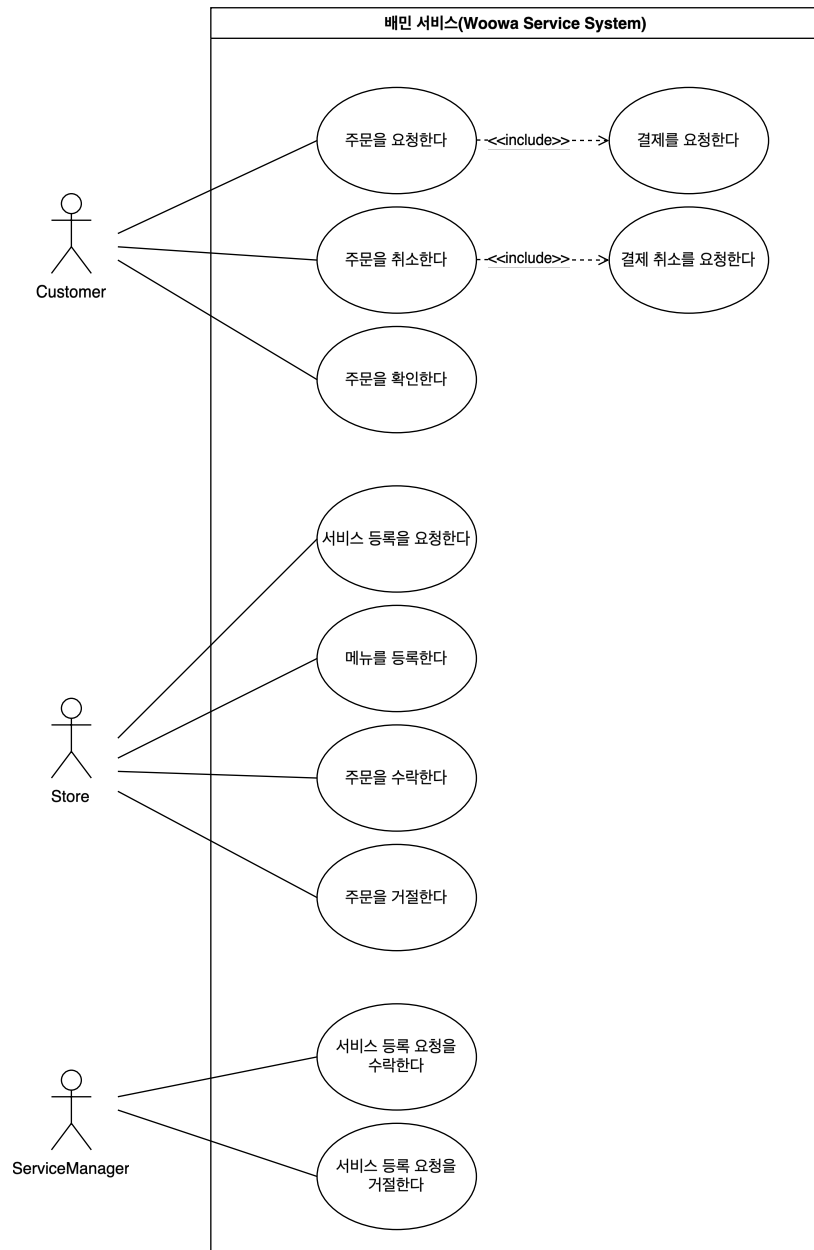 배민 서비스(Woowa Service System)
주문을 요청한다
<<include>>
결제를 요청한다
주문을 취소한다
<<include>>
결제 취소를 요청한다
Customer
주문을 확인한다
서비스 등록을 요청한다
메뉴를 등록한다
Store
주문을 수락한다
주문을 거절한다
서비스 등록 요청을
수락한다
ServiceManager
서비스 등록 요청을
거절한다